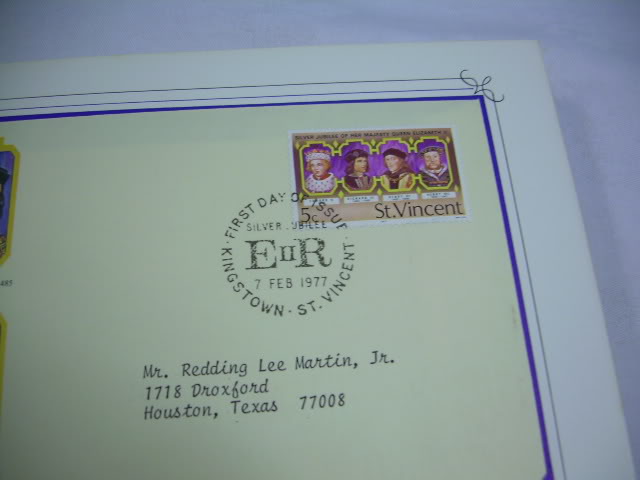 SILVER JUBILEE OF HER MAJESTY QUEEN ELIZABETH II
5c
St.Vincent
· FIRST DAY OF ISSUE ·
SILVER JUBILEE
EIIR
7 FEB 1977
KINGSTOWN · ST. VINCENT
485
Mr. Redding Lee Martin, Jr.
1718 Droxford
Houston, Texas 77008